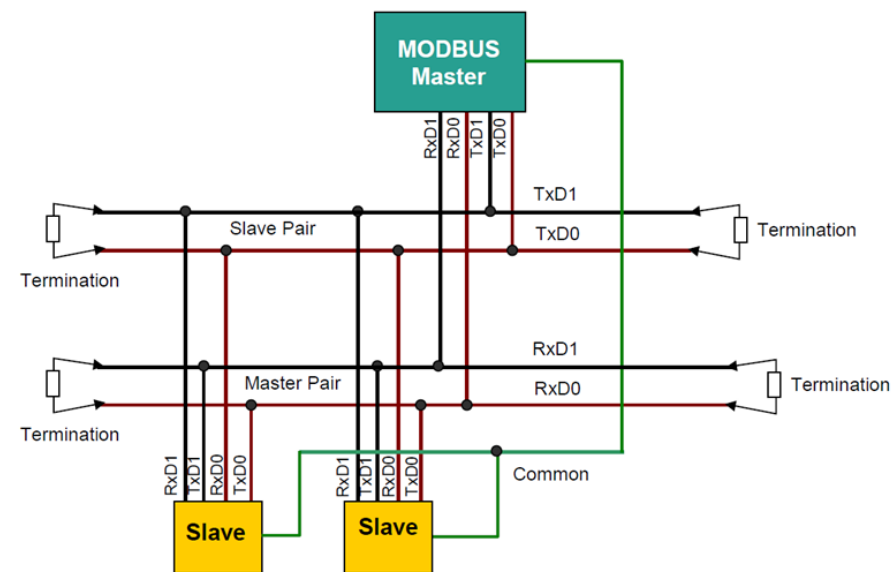 MODBUS
Master
RxD1
RxD0
TxD1
TxD0
TxD1
Slave Pair
TxD0
Termination
Termination
RxD1
Master Pair
RxD0
Termination
Termination
Common
RxD1
TxD1
RxD0
TxD0
RxD1
TxD1
RxD0
TxD0
Slave
Slave